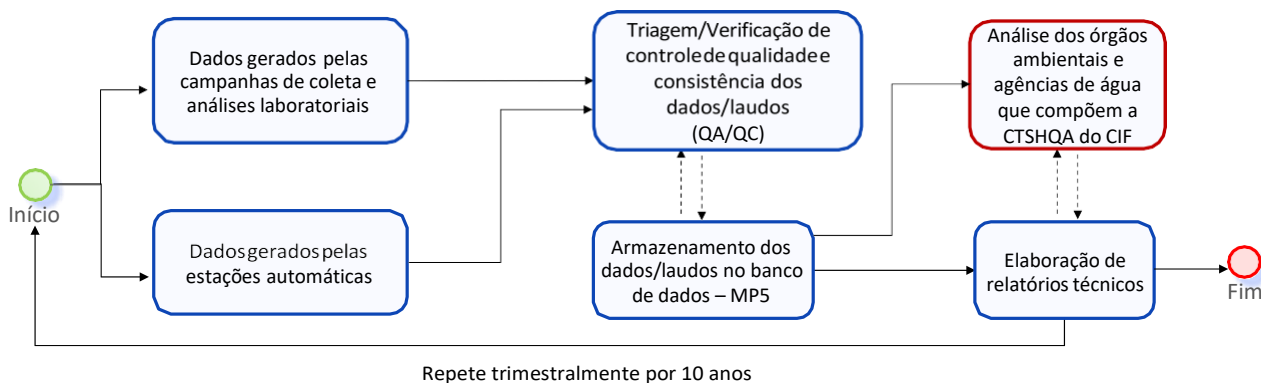 Dados gerados pelas
campanhas de coleta e
análises laboratoriais
Triagem/Verificação de
controle de qualidade e
consistência dos
dados/laudos
(QA/QC)
Análise dos órgãos
ambientais e
agências de água
que compõem a
CTSHQA do CIF
Início
Dados gerados pelas
estações automáticas
Armazenamento dos
dados/laudos no banco
de dados – MP5
Elaboração de
relatórios técnicos
Fim
Repete trimestralmente por 10 anos